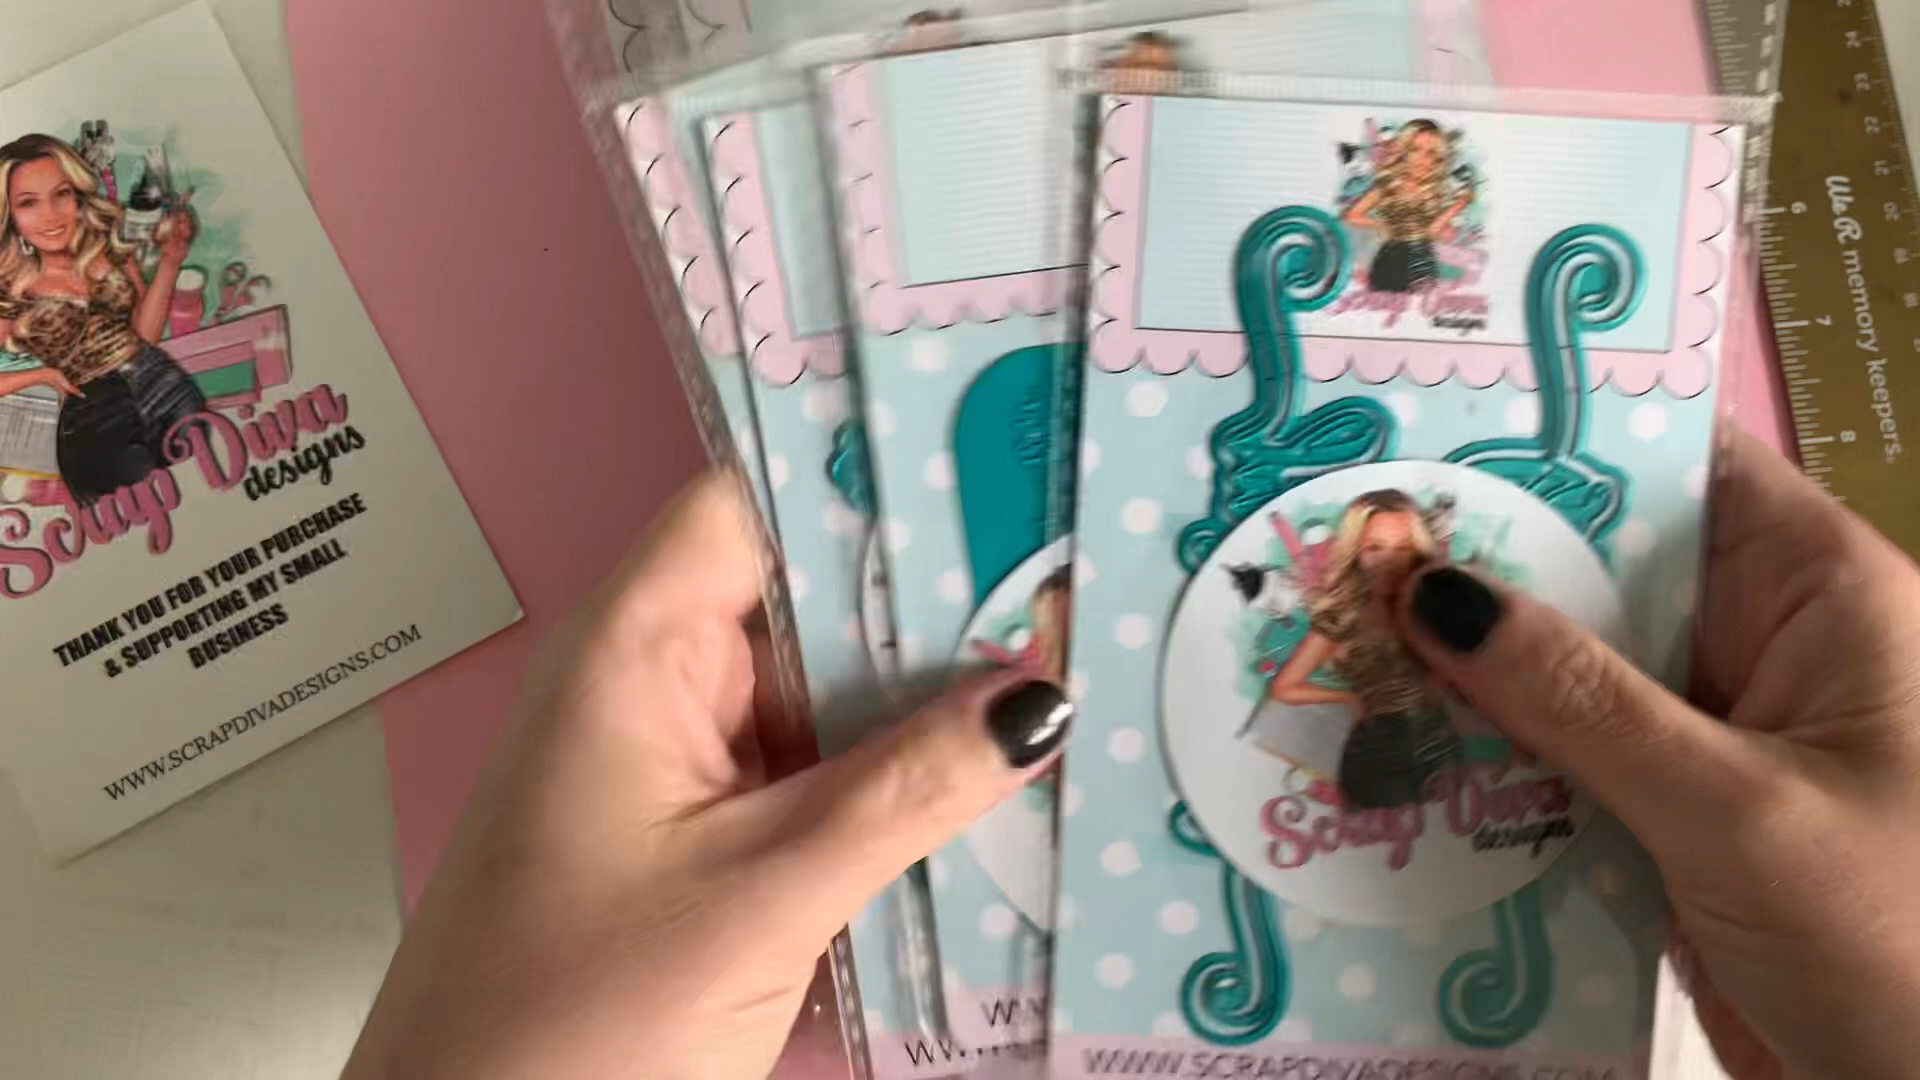 Scrap Diva
designs
THANK YOU FOR YOUR PURCHASE
& SUPPORTING MY SMALL
BUSINESS
WWW.SCRAPDIVADESIGNS.COM
Scrap Diva
designs
Scrap Diva
designs
WWW.SCRAPDIVADESIGNS.COM
We R memory keepers
6
7
8